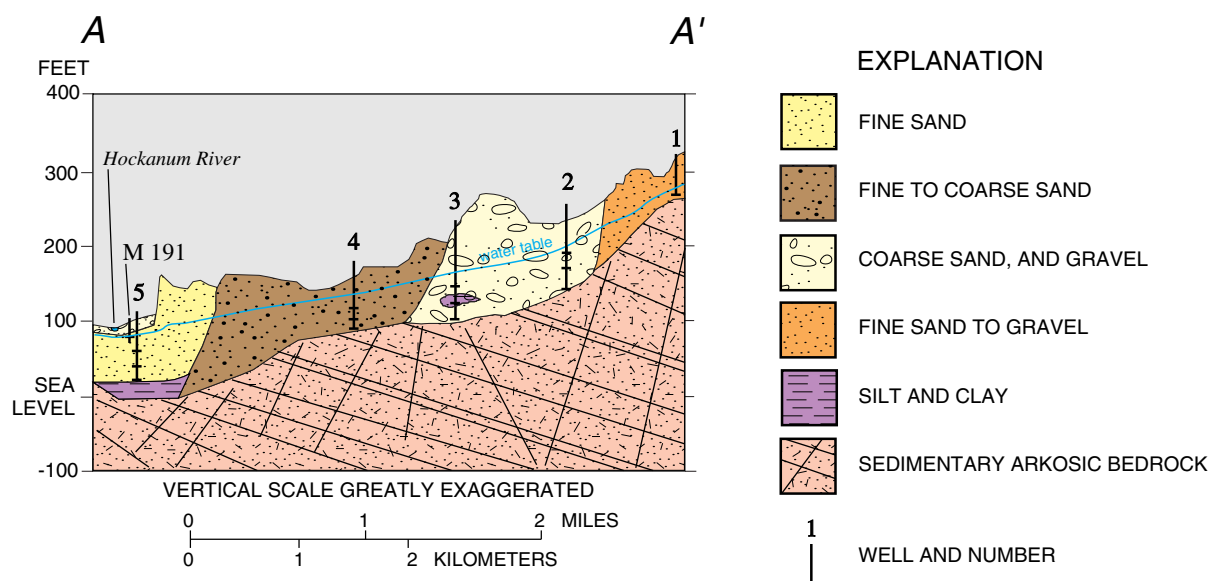 A
A'
FEET
400
300
200
100
SEA
LEVEL
-100
Hockanum River
M 191
5
4
3
2
1
water table
VERTICAL SCALE GREATLY EXAGGERATED
0 1 2 MILES
0 1 2 KILOMETERS
EXPLANATION
FINE SAND
FINE TO COARSE SAND
COARSE SAND, AND GRAVEL
FINE SAND TO GRAVEL
SILT AND CLAY
SEDIMENTARY ARKOSIC BEDROCK
1
WELL AND NUMBER